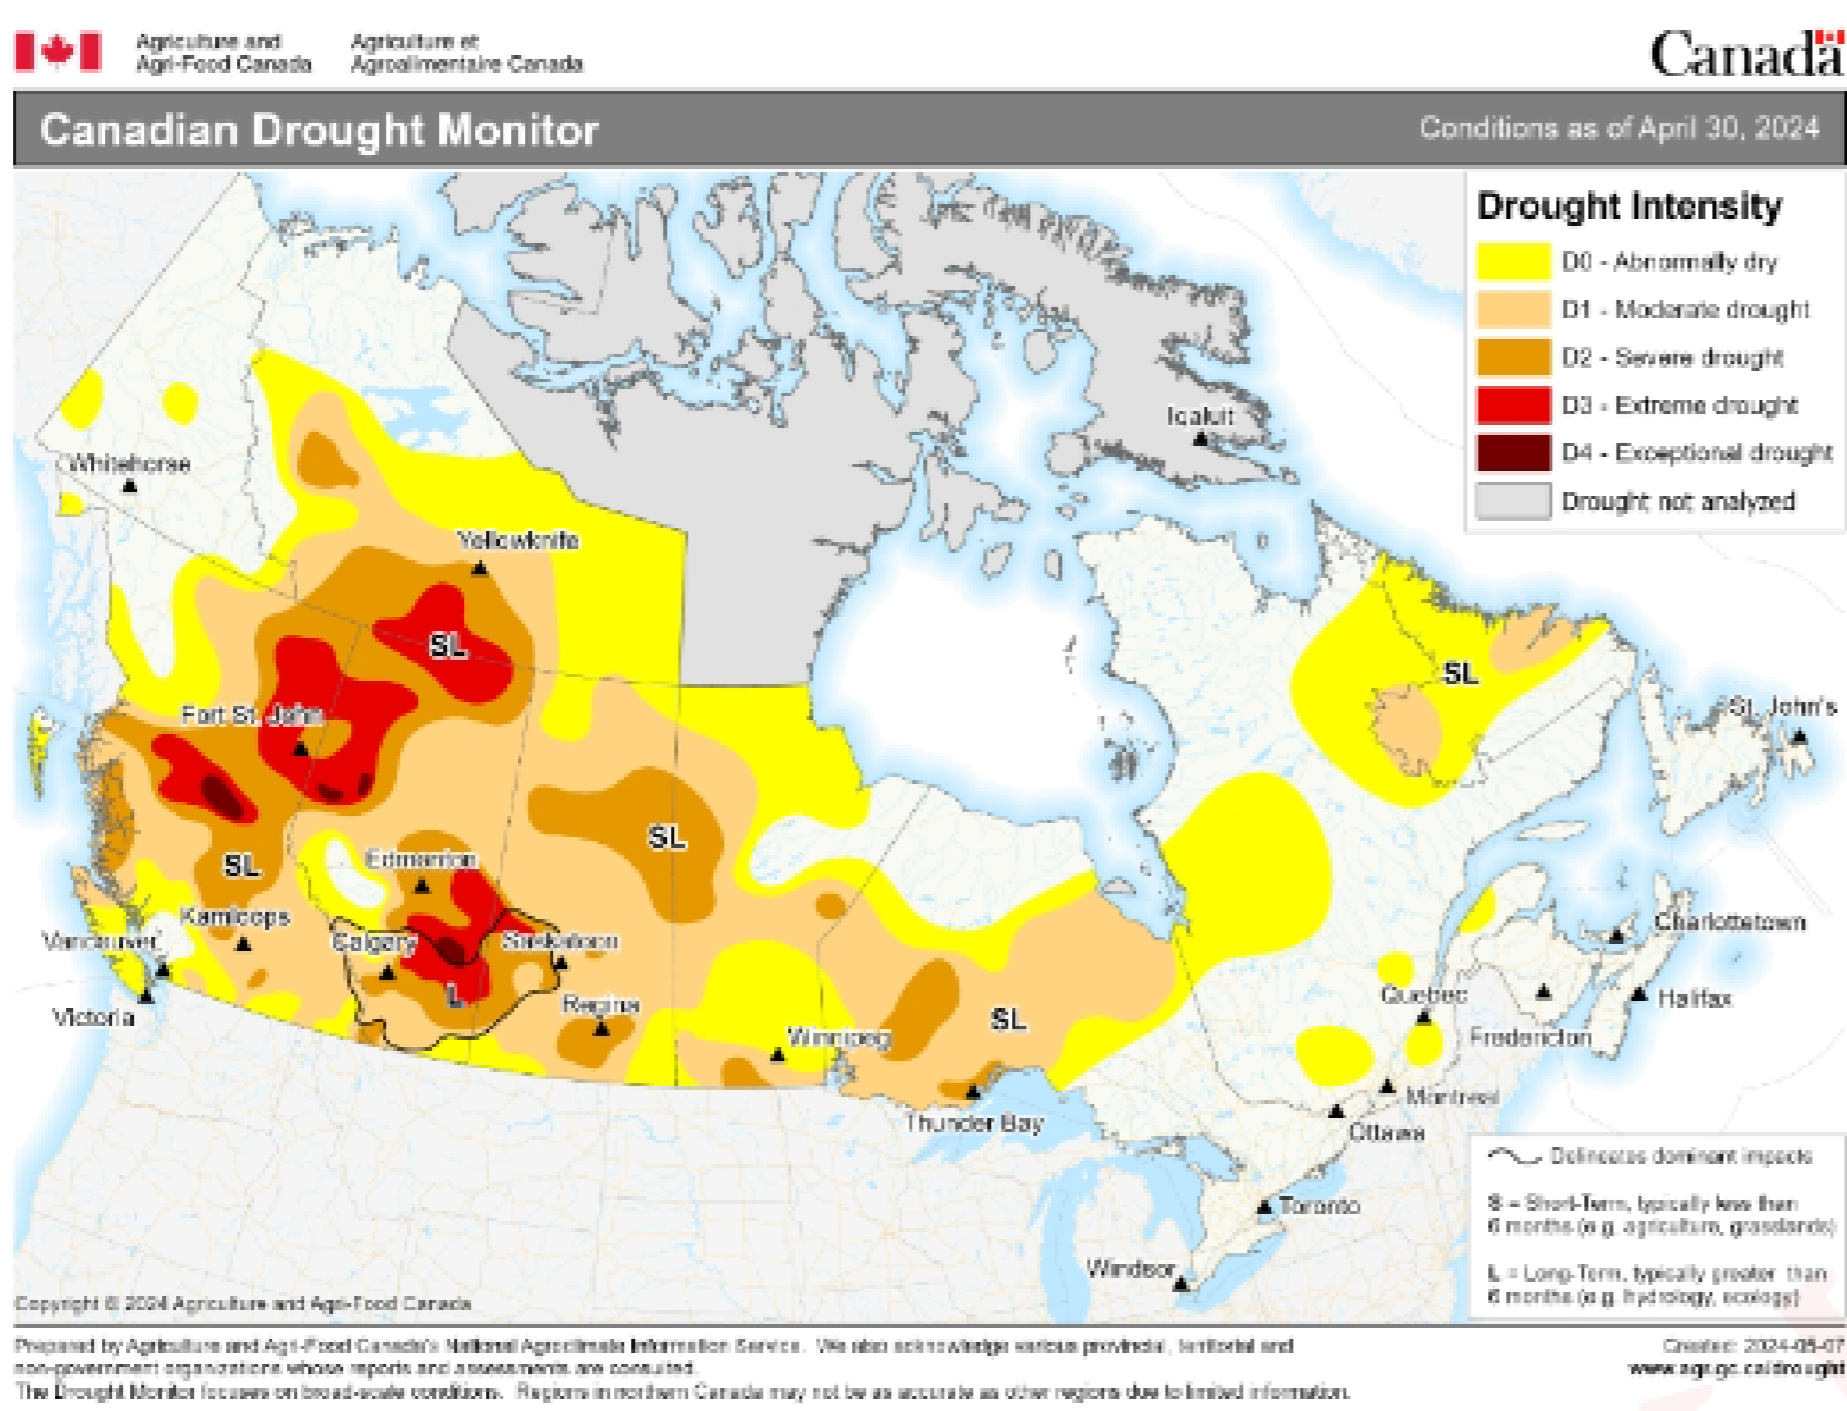 Agriculture and
Agri-Food Canada
Agriculture et
Agroalimentaire Canada
Canada
Canadian Drought Monitor
Conditions as of April 30, 2024
Drought Intensity
D0 - Abnormally dry
D1 - Moderate drought
D2 - Severe drought
D3 - Extreme drought
D4 - Exceptional drought
Drought not analyzed
Iqaluit
Whitehorse
Yellowknife
SL
SL
Fort St. John
St. John's
SL
SL
Edmonton
Kamloops
Vancouver
Calgary
Saskatoon
Charlottetown
L
Regina
Quebec
Halifax
Victoria
SL
Winnipeg
Fredericton
Montreal
Thunder Bay
Ottawa
Toronto
Windsor
Delineates dominant impacts
S = Short-Term, typically less than
6 months (e.g. agriculture, grasslands)
L = Long-Term, typically greater than
6 months (e.g. hydrology, ecology)
Copyright © 2024 Agriculture and Agri-Food Canada
Prepared by Agriculture and Agri-Food Canada's National Agroclimate Information Service. We also acknowledge various provincial, territorial and
non-government organizations whose reports and assessments are consulted.
The Drought Monitor focuses on broad-scale conditions. Regions in northern Canada may not be as accurate as other regions due to limited information.
Created: 2024-05-07
www.agr.gc.ca/drought